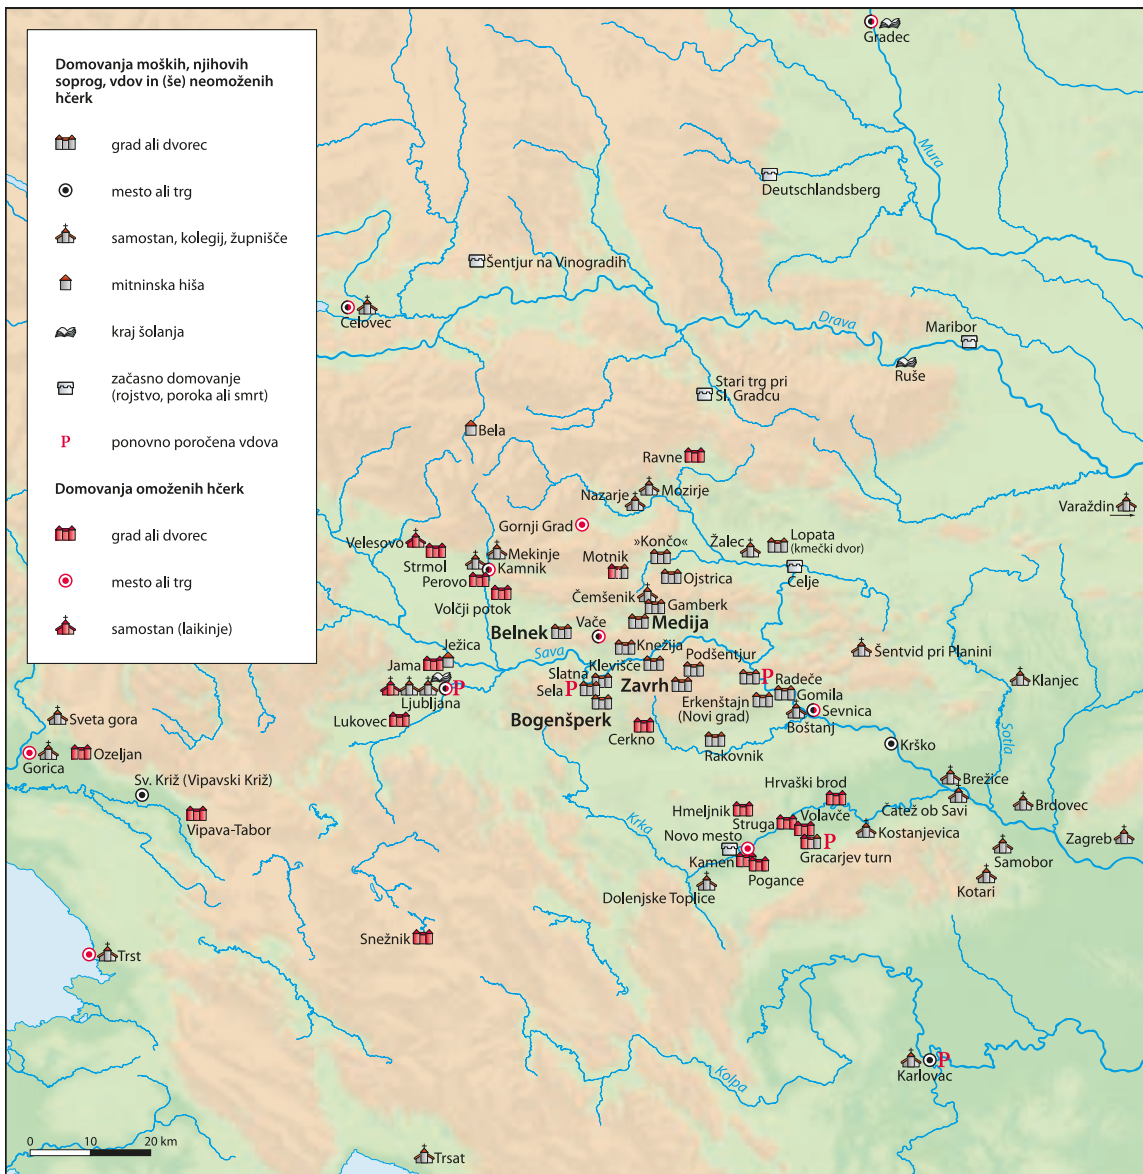 Domovanja moških, njihovih
soprog, vdov in (še) neomoženih
hčerk
grad ali dvorec
mesto ali trg
samostan, kolegij, župnišče
mitninska hiša
kraj šolanja
začasno domovanje
(rojstvo, poroka ali smrt)
P
ponovno poročena vdova
Domovanja omoženih hčerk
grad ali dvorec
mesto ali trg
samostan (laikinje)
Gradec
Mura
Deutschlandsberg
Šentjur na Vinogradih
Celovec
Drava
Maribor
Ruše
Stari trg pri
Sl. Gradcu
Bela
Ravne
Mozirje
Nazarje
Varaždin
Gornji Grad
Velesovo
Strmol
Mekinje
Kamnik
Perovo
Volčji potok
»Končo«
Motnik
Ojstrica
Žalec
Lopata
(kmečki dvor)
Celje
Čemšenik
Gamberk
Medija
Vače
Belnek
Knežija
Ježica
Jama
Sava
Klevišče
Podšentjur
Šentvid pri Planini
Slatna
Sela
P
Zavrh
P
Radeče
Klanjec
Ljubljana
P
Bogenšperk
Erkenštajn
(Novi grad)
Gomila
Sevnica
Boštanj
Lukovec
Cerkno
Rakovnik
Krško
Sotla
Sveta gora
Gorica
Ozeljan
Sv. Križ (Vipavski Križ)
Vipava-Tabor
Hrvaški brod
Brežice
Čatež ob Savi
Brdovec
Hmeljnik
Volavče
Struga
Krka
Novo mesto
P
Kostanjevica
Zagreb
Gracarjev turn
Samobor
Kamen
Pogance
Kotari
Dolenjske Toplice
Snežnik
Trst
Karlovac
P
Kolpa
Trsat
0
10
20 km